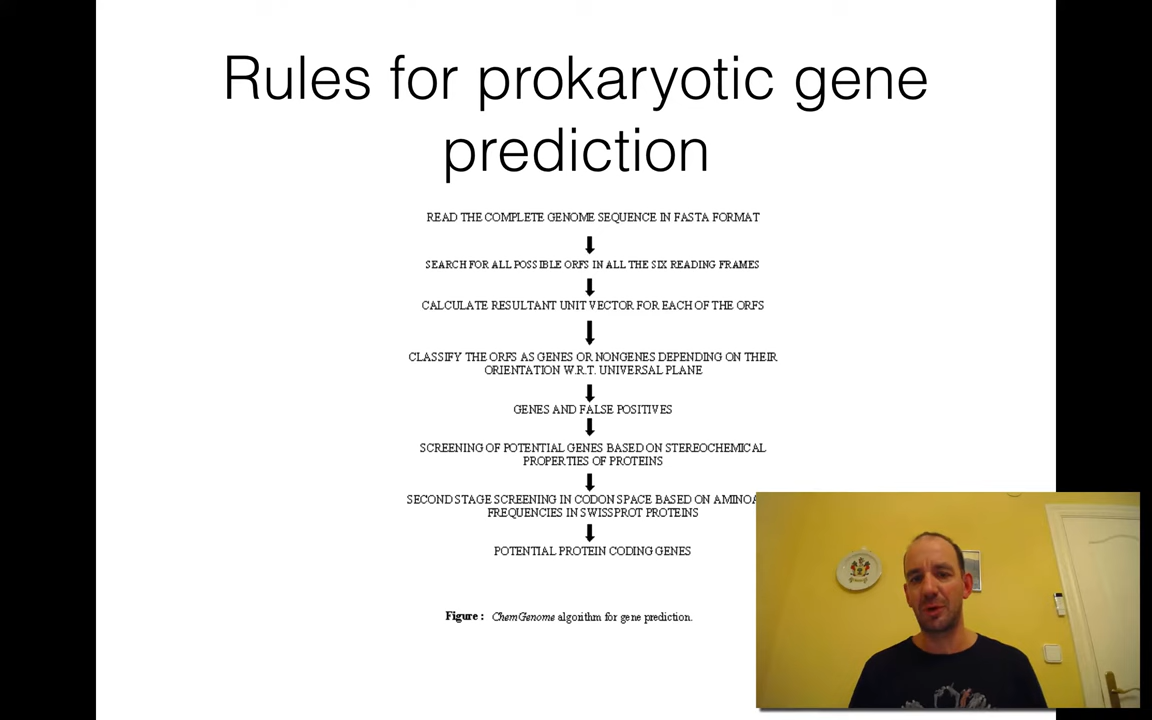 Rules for prokaryotic gene
prediction
READ THE COMPLETE GENOME SEQUENCE IN FASTA FORMAT
SEARCH FOR ALL POSSIBLE ORFS IN ALL THE SIX READING FRAMES
CALCULATE RESULTANT UNIT VECTOR FOR EACH OF THE ORFS
CLASSIFY THE ORFS AS GENES OR NONGENES DEPENDING ON THEIR
ORIENTATION W.R.T. UNIVERSAL PLANE
GENES AND FALSE POSITIVES
SCREENING OF POTENTIAL GENES BASED ON STEREOCHEMICAL
PROPERTIES OF PROTEINS
SECOND STAGE SCREENING IN CODON SPACE BASED ON
FREQUENCIES IN SWISSPROT PROTEINS
POTENTIAL PROTEIN CODING GENES
Figure : ChemGenome algorithm for gene prediction.